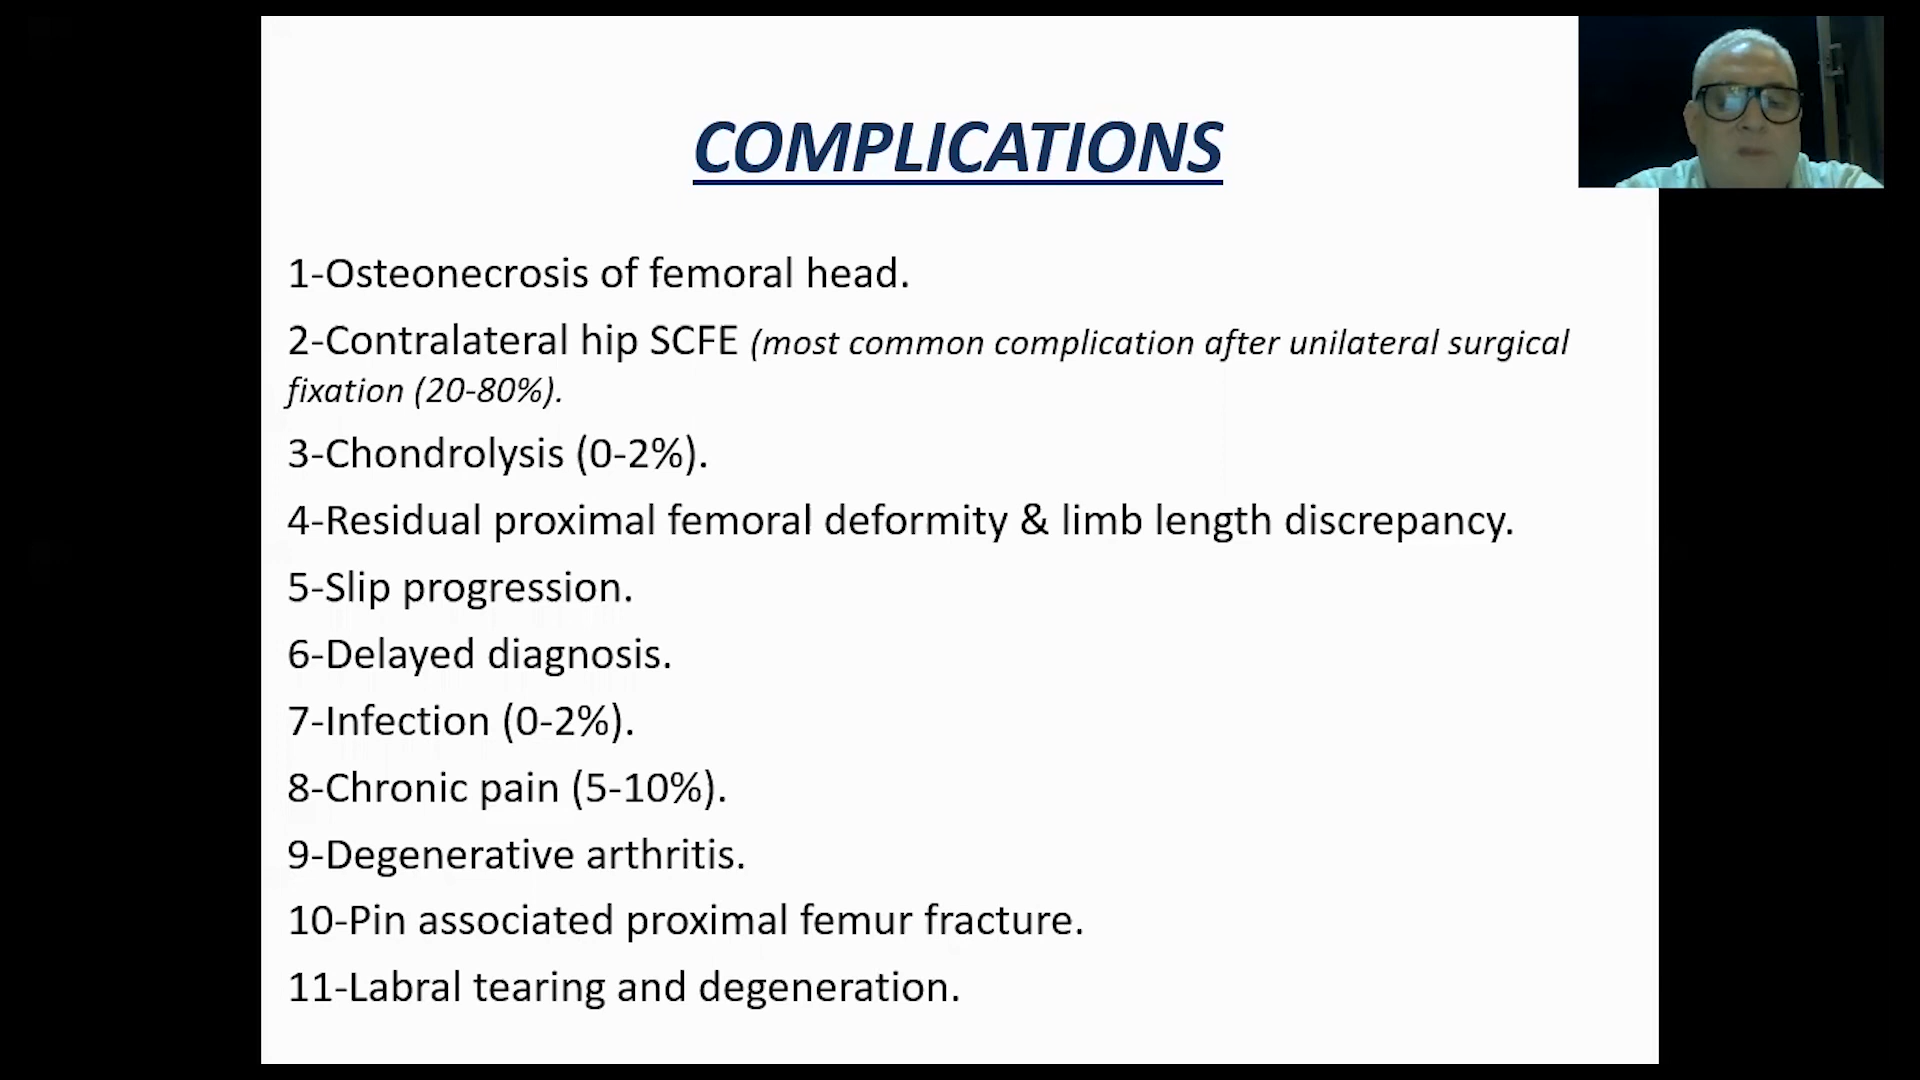 COMPLICATIONS
1-Osteonecrosis of femoral head.
2-Contralateral hip SCFE (most common complication after unilateral surgical
fixation (20-80%).
3-Chondrolysis (0-2%).
4-Residual proximal femoral deformity & limb length discrepancy.
5-Slip progression.
6-Delayed diagnosis.
7-Infection (0-2%).
8-Chronic pain (5-10%).
9-Degenerative arthritis.
10-Pin associated proximal femur fracture.
11-Labral tearing and degeneration.